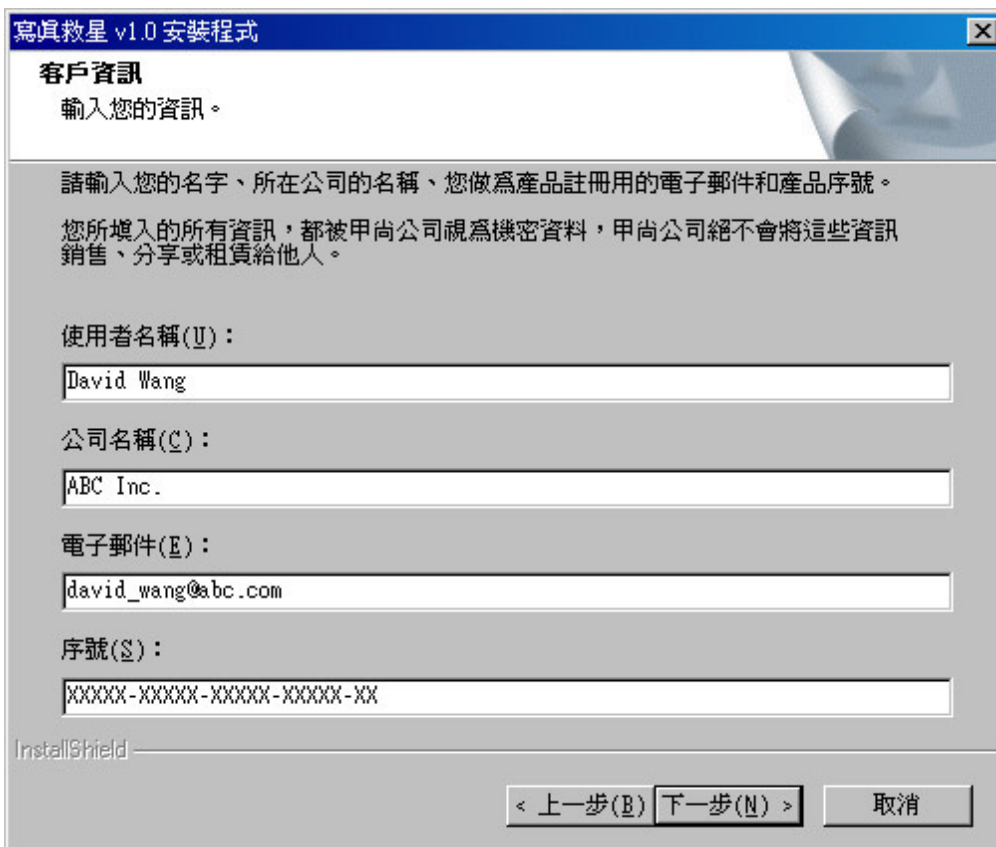 寫眞救星 v1.0 安裝程式
客戶資訊
輸入您的資訊。
請輸入您的名字、所在公司的名稱、您做爲產品註冊用的電子郵件和產品序號。
您所塡入的所有資訊，都被甲尚公司視爲機密資料，甲尚公司絕不會將這些資訊
銷售、分享或租賃給他人。
使用者名稱(U)：
David Wang
公司名稱(C)：
ABC Inc.
電子郵件(E)：
david_wang@abc.com
序號(S)：
XXXXX-XXXXX-XXXXX-XXXXX-XX
InstallShield
< 上一步(B) 下一步(N) > 取消